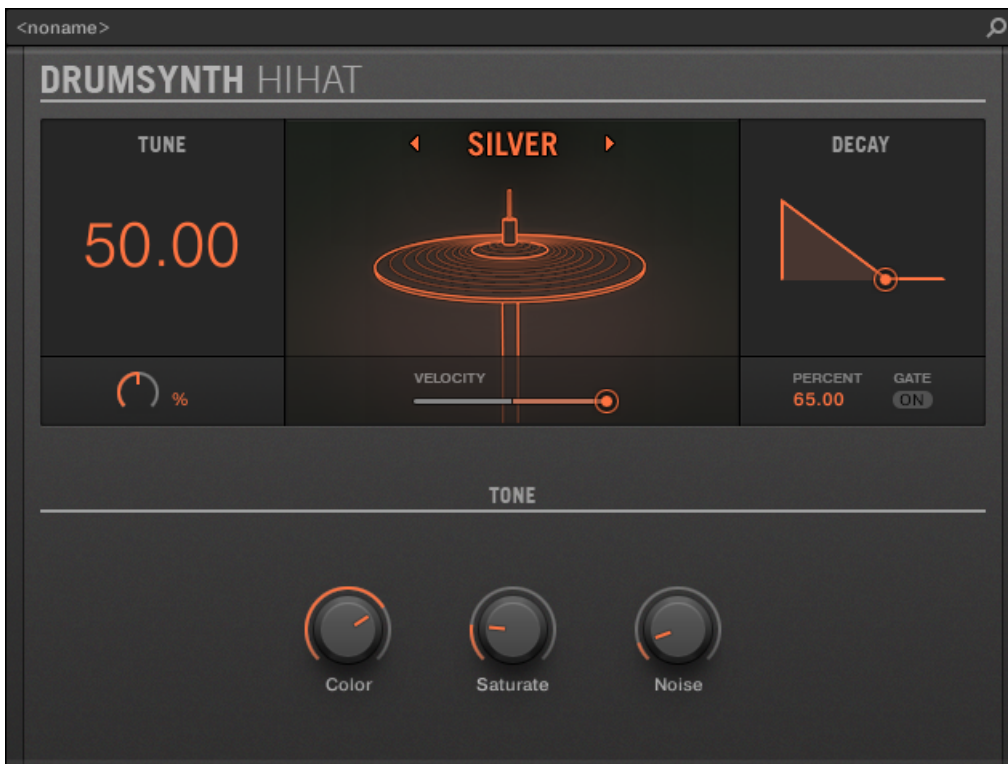 <noname>
DRUMSYNTH HIHAT
TUNE
SILVER
DECAY
50.00
%
VELOCITY
PERCENT
GATE
65.00
ON
TONE
Color
Saturate
Noise